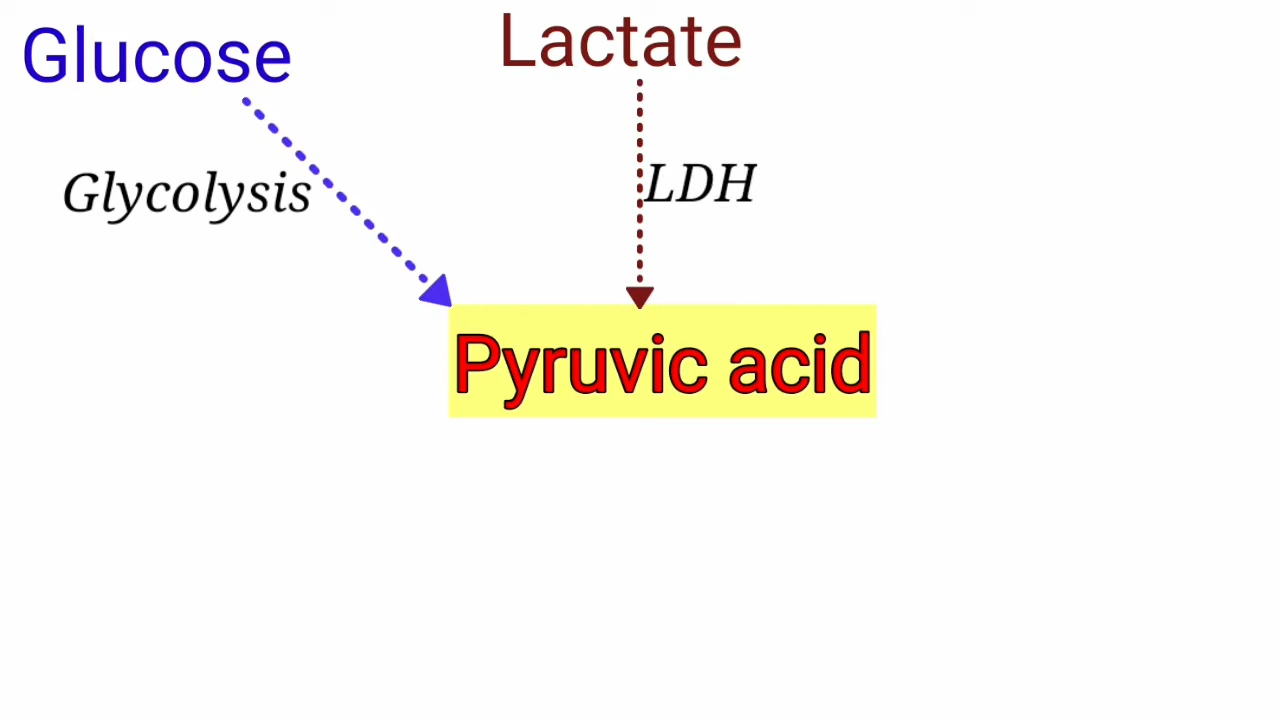 Glucose
Lactate
Glycolysis
LDH
Pyruvic acid